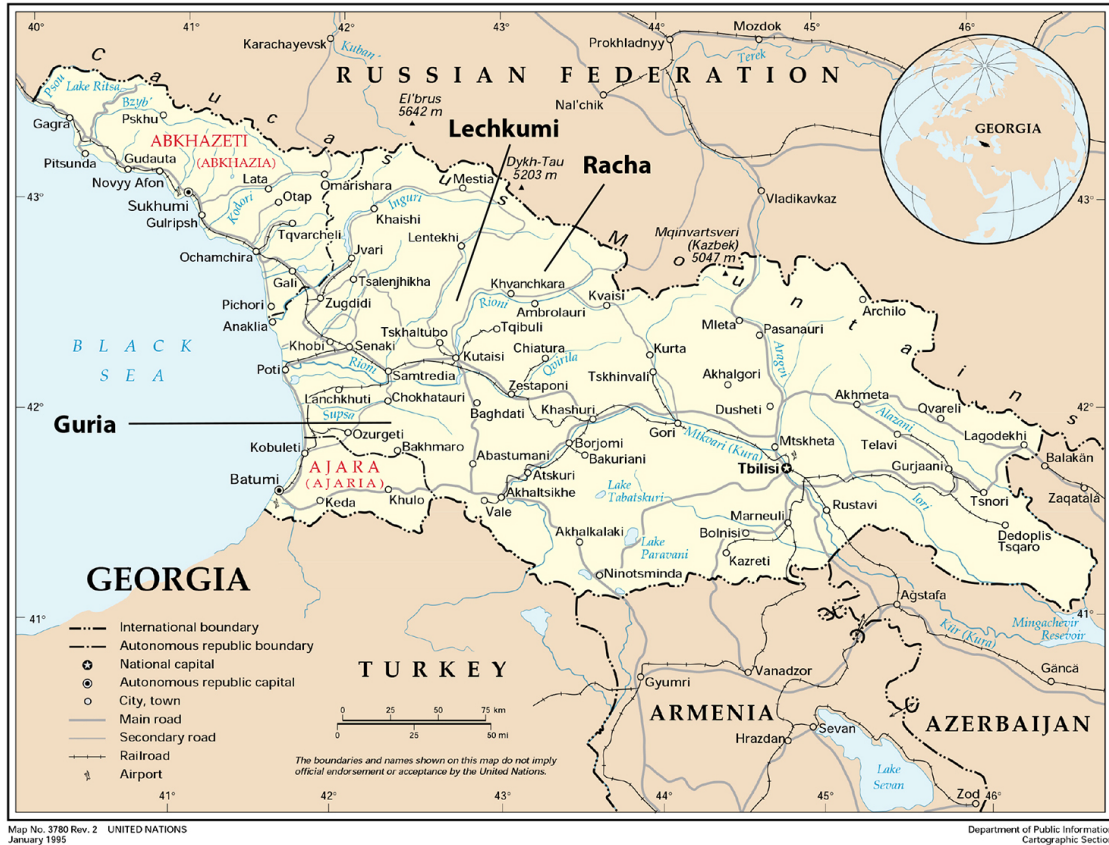 40°
42°
43°
44°
45°
46°
Karachayevsk
Kuban'
Prokhladnyy
Mozdok
Terek
RUSSIAN FEDERATION
Nal'chik
Caucasus Mountains
Psou
Lake Ritsa
Bzyb'
Pskhu
El'brus
5642 m
Lechkumi
Racha
Dykh-Tau
5203 m
GEORGIA
Gagra
ABKHAZETI
(ABKHAZIA)
Pitsunda
Gudauta
Novyy Afon
Lata
Omarishara
Mestia
43°
43°
Sukhumi
Kodori
Otap
Inguri
Khaishi
Vladikavkaz
Gulripsh
Tqvarcheli
Lentekhi
Mqinvartsveri
(Kazbek)
5047 m
Ochamchira
Jvari
Gali
Tsalenjhikha
Khvanchkara
Kvaisi
Pichori
Zugdidi
Rioni
Ambrolauri
Archilo
Anaklia
Tskhaltubo
Tqibuli
Mleta
Pasanauri
BLACK
SEA
Khobi
Senaki
Kutaisi
Chiatura
Kurta
Aragvi
Poti
Rioni
Samtredia
Qvirila
Tskhinvali
Akhalgori
Zestaponi
Lanchkhuti
Chokhatauri
Akhmeta
Qvareli
42°
42°
Supsa
Baghdati
Khashuri
Dusheti
Alazani
Guria
Ozurgeti
Gori
Mtkvari (Kura)
Telavi
Lagodekhi
Kobuleti
Bakhmaro
Borjomi
Mtskheta
Abastumani
Bakuriani
Tbilisi
Gurjaani
Balakän
AJARA
(AJARIA)
Atskuri
Batumi
Lake
Tabatskuri
Keda
Khulo
Akhaltsikhe
Iori
Tsnori
Zaqatala
Vale
Marneuli
Rustavi
Akhalkalaki
Bolnisi
Dedoplis
Tsqaro
Lake
Paravani
Kazreti
GEORGIA
Ninotsminda
41°
41°
Ağstafa
Mingachevir
Resevoir
International boundary
Autonomous republic boundary
National capital
Autonomous republic capital
City, town
Main road
Secondary road
Railroad
Airport
Kür (Kura)
TURKEY
Vanadzor
Gäncä
Gyumri
0 25 50 75 km
0 25 50 mi
ARMENIA
AZERBAIJAN
Hrazdan
Sevan
The boundaries and names shown on this map do not imply
official endorsement or acceptance by the United Nations.
Lake
Sevan
Zod
41°
42°
43°
44°
45°
46°
Map No. 3780 Rev. 2 UNITED NATIONS
January 1995
Department of Public Information
Cartographic Section